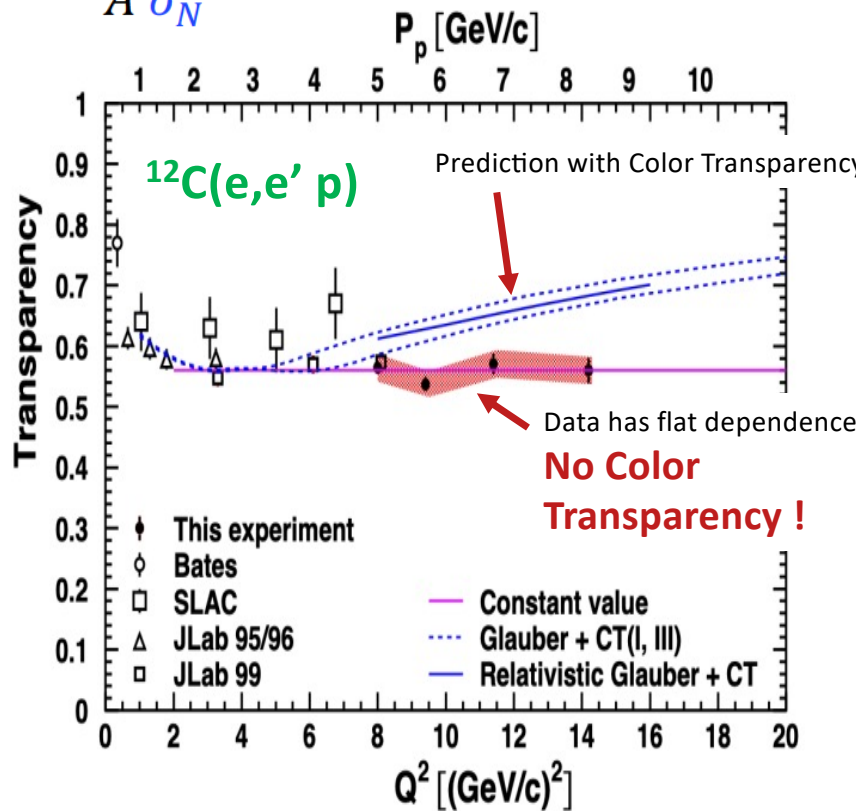 A σ_N
P_p [GeV/c]
1 2 3 4 5 6 7 8 9 10
1
0.9
0.8
0.7
0.6
0.5
0.4
0.3
0.2
0.1
0
Transparency
¹²C(e,e’ p)
Prediction with Color Transparency
Data has flat dependence
No Color
Transparency !
This experiment
Bates
SLAC
JLab 95/96
JLab 99
Constant value
Glauber + CT(I, III)
Relativistic Glauber + CT
0 2 4 6 8 10 12 14 16 18 20
Q² [(GeV/c)²]